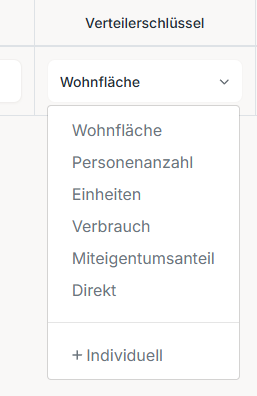 Verteilerschlüssel
Wohnfläche
Wohnfläche
Personenanzahl
Einheiten
Verbrauch
Miteigentumsanteil
Direkt
+ Individuell